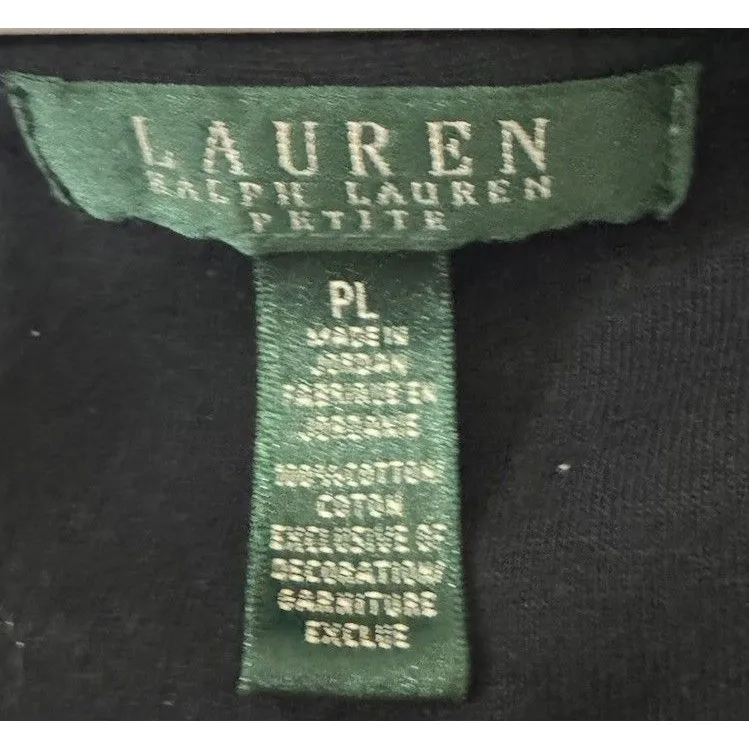 LAUREN
RALPH LAUREN
PETITE
PL
MADE IN
JORDAN
FABRIQUE EN
JORDANIE
100% COTTON
COTON
EXCLUSIVE OF
DECORATION/
GARNITURE
EXCLUE